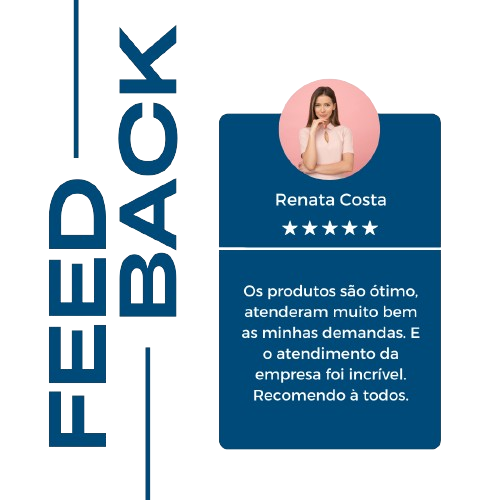 FEED
BACK
Renata Costa
Os produtos são ótimo,
atenderam muito bem
as minhas demandas. E
o atendimento da
empresa foi incrível.
Recomendo à todos.